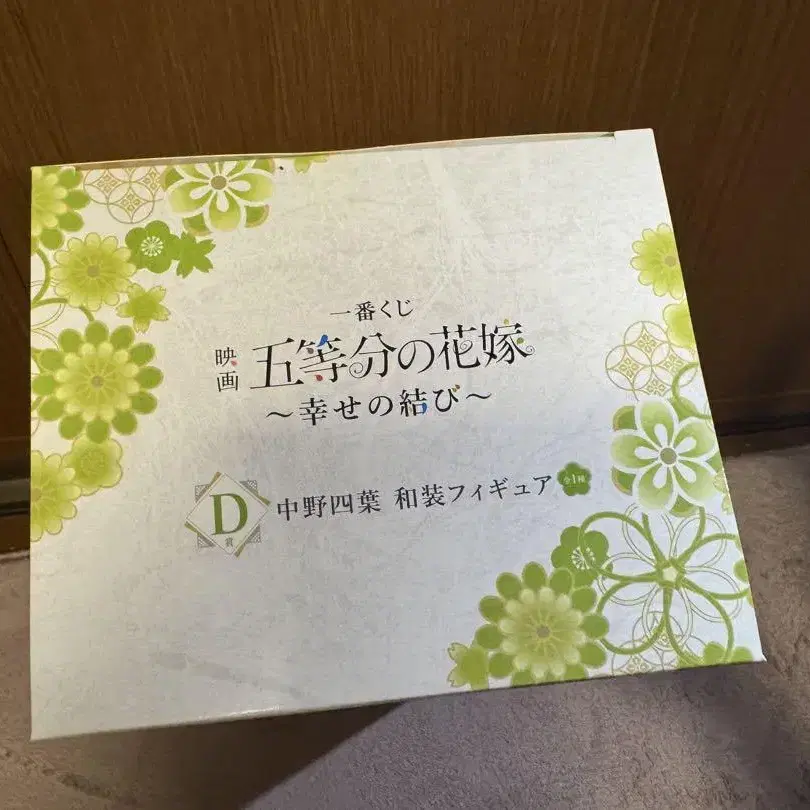 一番くじ
映画 五等分の花嫁
～幸せの結び～
D賞 中野四葉 和装フィギュア 全1種